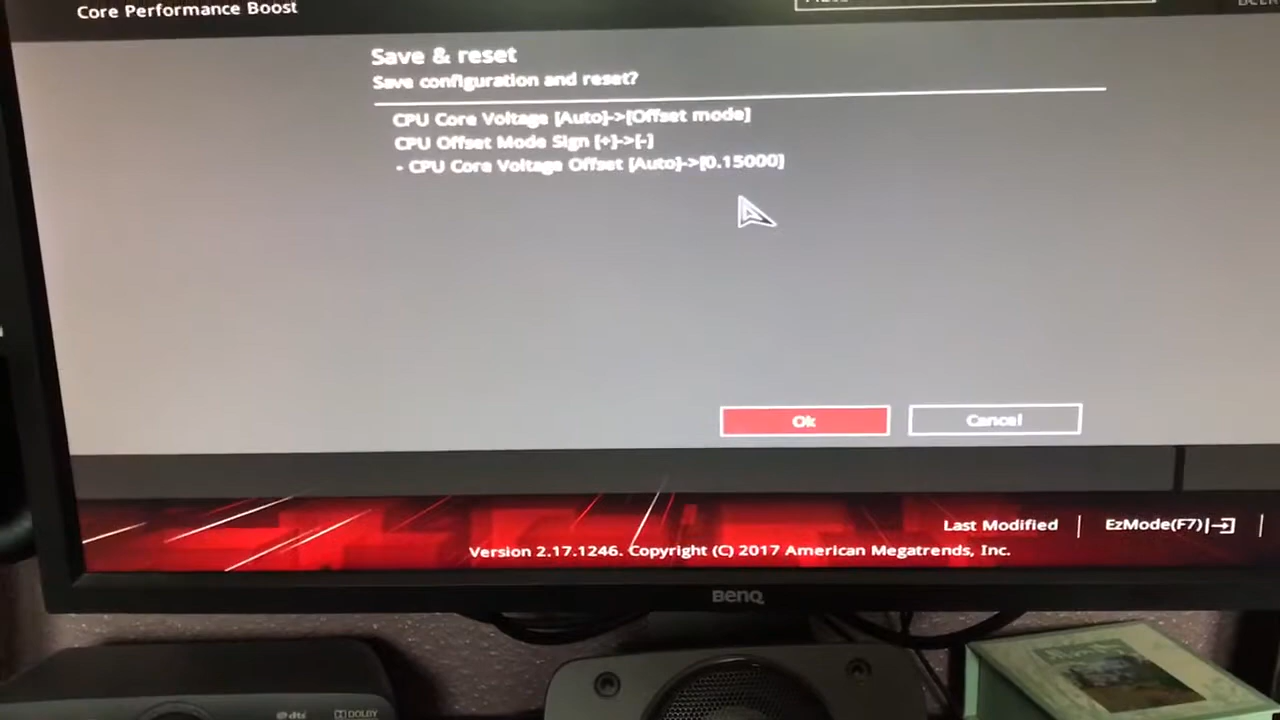 Core Performance Boost
Save & reset
Save configuration and reset?
CPU Core Voltage [Auto]->[Offset mode]
CPU Offset Mode Sign [+]->[-]
- CPU Core Voltage Offset [Auto]->[0.15000]
Ok
Cancel
Last Modified
EzMode(F7)
Version 2.17.1246. Copyright (C) 2017 American Megatrends, Inc.
BenQ
dts
DOLBY